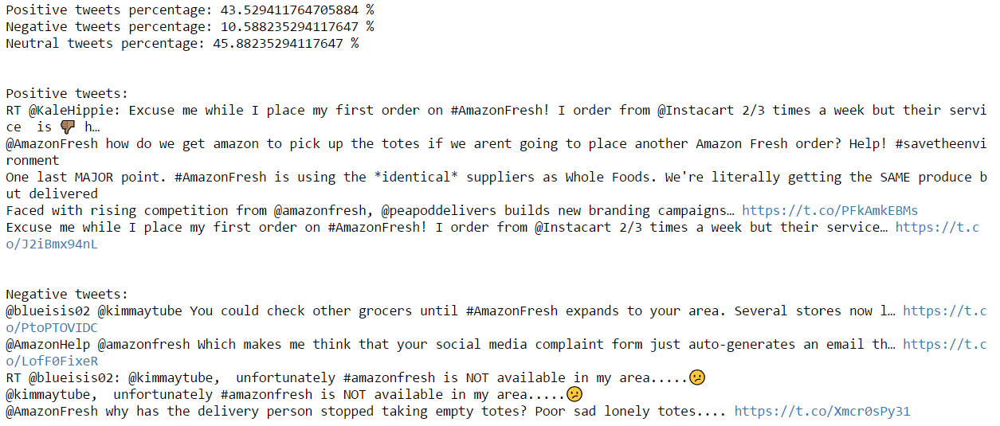 Positive tweets percentage: 43.529411764705884 %
Negative tweets percentage: 10.588235294117647 %
Neutral tweets percentage: 45.88235294117647 %
Positive tweets:
RT @KaleHippie: Excuse me while I place my first order on #AmazonFresh! I order from @Instacart 2/3 times a week but their servi
ce  is 👎🏾 h…
@AmazonFresh how do we get amazon to pick up the totes if we arent going to place another Amazon Fresh order? Help! #savetheenvi
ronment
One last MAJOR point. #AmazonFresh is using the *identical* suppliers as Whole Foods. We're literally getting the SAME produce b
ut delivered
Faced with rising competition from @amazonfresh, @peapoddelivers builds new branding campaigns… https://t.co/PFkAmkEBMs
Excuse me while I place my first order on #AmazonFresh! I order from @Instacart 2/3 times a week but their service… https://t.c
o/J2iBmx94nL
Negative tweets:
@blueisis02 @kimmaytube You could check other grocers until #AmazonFresh expands to your area. Several stores now l… https://t.c
o/PtoPTOVIDC
@AmazonHelp @amazonfresh Which makes me think that your social media complaint form just auto-generates an email th… https://t.c
o/LofF0FixeR
RT @blueisis02: @kimmaytube,  unfortunately #amazonfresh is NOT available in my area.....😕
@kimmaytube,  unfortunately #amazonfresh is NOT available in my area.....😕
@AmazonFresh why has the delivery person stopped taking empty totes? Poor sad lonely totes.... https://t.co/Xmcr0sPy31